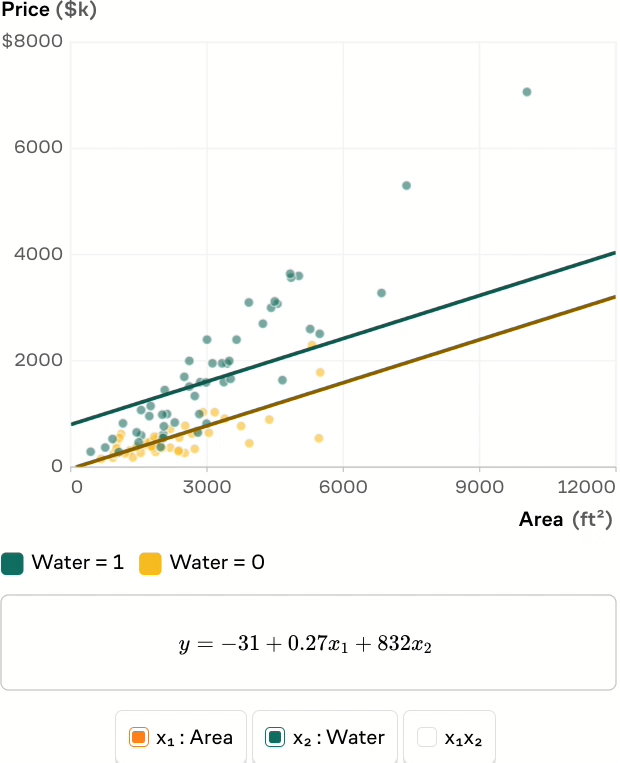 Price ($k)
$8000
6000
4000
2000
0
0 3000 6000 9000 12000
Area (ft²)
Water = 1 Water = 0
y = −31 + 0.27x₁ + 832x₂
x₁ : Area x₂ : Water x₁x₂